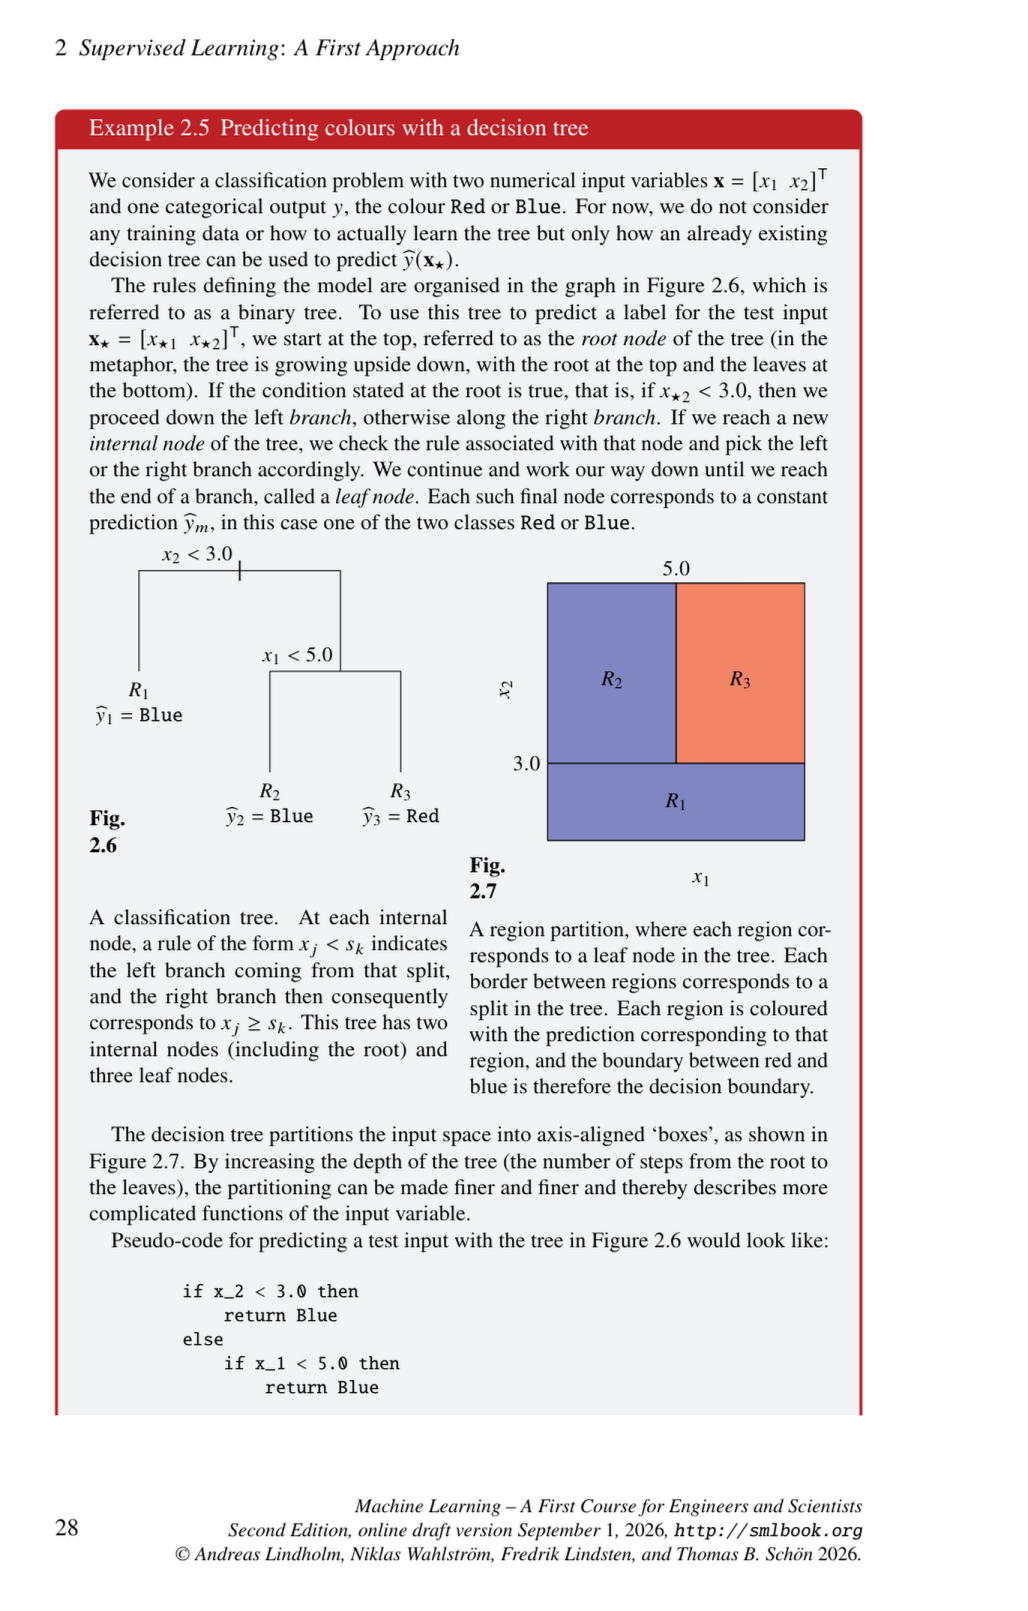 2 Supervised Learning: A First Approach
Example 2.5 Predicting colours with a decision tree
We consider a classification problem with two numerical input variables x = [x₁ x₂]ᵀ
and one categorical output y, the colour Red or Blue. For now, we do not consider
any training data or how to actually learn the tree but only how an already existing
decision tree can be used to predict ŷ(x⋆).
The rules defining the model are organised in the graph in Figure 2.6, which is
referred to as a binary tree. To use this tree to predict a label for the test input
x⋆ = [x⋆₁ x⋆₂]ᵀ, we start at the top, referred to as the root node of the tree (in the
metaphor, the tree is growing upside down, with the root at the top and the leaves at
the bottom). If the condition stated at the root is true, that is, if x⋆₂ < 3.0, then we
proceed down the left branch, otherwise along the right branch. If we reach a new
internal node of the tree, we check the rule associated with that node and pick the left
or the right branch accordingly. We continue and work our way down until we reach
the end of a branch, called a leaf node. Each such final node corresponds to a constant
prediction ŷₘ, in this case one of the two classes Red or Blue.
x₂ < 3.0
x₁ < 5.0
R₁
ŷ₁ = Blue
R₂
ŷ₂ = Blue
R₃
ŷ₃ = Red
Fig.
2.6
A classification tree. At each internal
node, a rule of the form xⱼ < sₖ indicates
the left branch coming from that split,
and the right branch then consequently
corresponds to xⱼ ≥ sₖ. This tree has two
internal nodes (including the root) and
three leaf nodes.
5.0
R₂
R₃
x₂
3.0
R₁
x₁
Fig.
2.7
A region partition, where each region cor-
responds to a leaf node in the tree. Each
border between regions corresponds to a
split in the tree. Each region is coloured
with the prediction corresponding to that
region, and the boundary between red and
blue is therefore the decision boundary.
The decision tree partitions the input space into axis-aligned ‘boxes’, as shown in
Figure 2.7. By increasing the depth of the tree (the number of steps from the root to
the leaves), the partitioning can be made finer and finer and thereby describes more
complicated functions of the input variable.
Pseudo-code for predicting a test input with the tree in Figure 2.6 would look like:
if x_2 < 3.0 then
return Blue
else
if x_1 < 5.0 then
return Blue
Machine Learning – A First Course for Engineers and Scientists
28
Second Edition, online draft version September 1, 2026, http://smlbook.org
© Andreas Lindholm, Niklas Wahlström, Fredrik Lindsten, and Thomas B. Schön 2026.